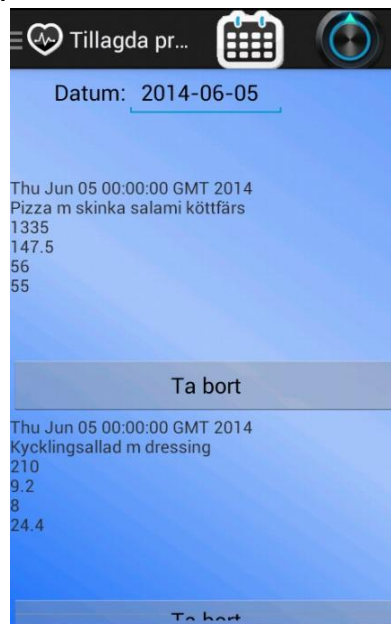 Tillagda pr...
Datum: 2014-06-05
Thu Jun 05 00:00:00 GMT 2014
Pizza m skinka salami köttfärs
1335
147.5
56
55
Ta bort
Thu Jun 05 00:00:00 GMT 2014
Kycklingsallad m dressing
210
9.2
8
24.4
Ta bort